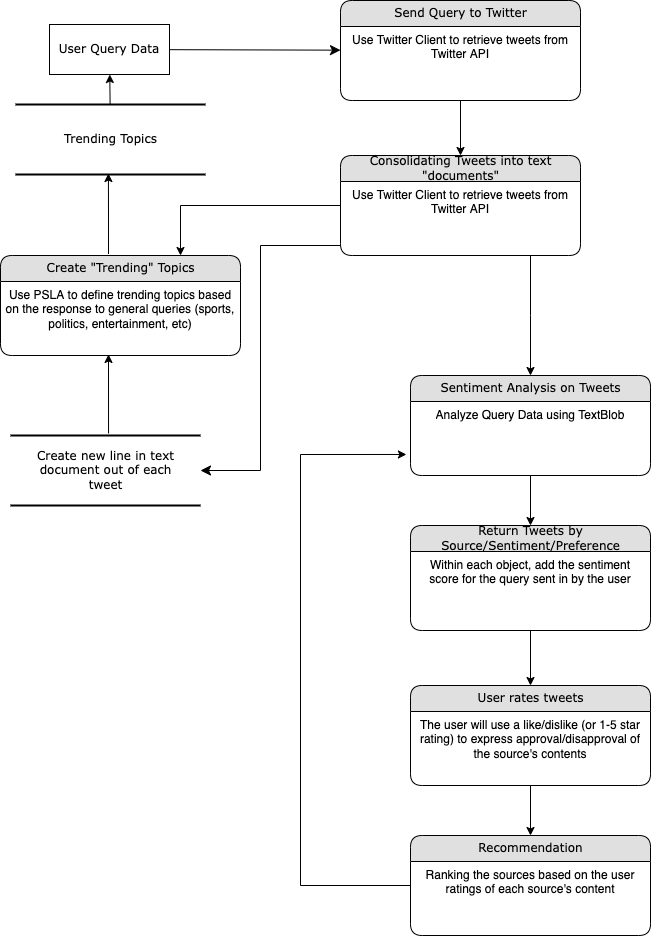 Send Query to Twitter
Use Twitter Client to retrieve tweets from
Twitter API
User Query Data
Trending Topics
Consolidating Tweets into text
"documents"
Use Twitter Client to retrieve tweets from
Twitter API
Create "Trending" Topics
Use PSLA to define trending topics based
on the response to general queries (sports,
politics, entertainment, etc)
Create new line in text
document out of each
tweet
Sentiment Analysis on Tweets
Analyze Query Data using TextBlob
Return Tweets by
Source/Sentiment/Preference
Within each object, add the sentiment
score for the query sent in by the user
User rates tweets
The user will use a like/dislike (or 1-5 star
rating) to express approval/disapproval of
the source's contents
Recommendation
Ranking the sources based on the user
ratings of each source's content